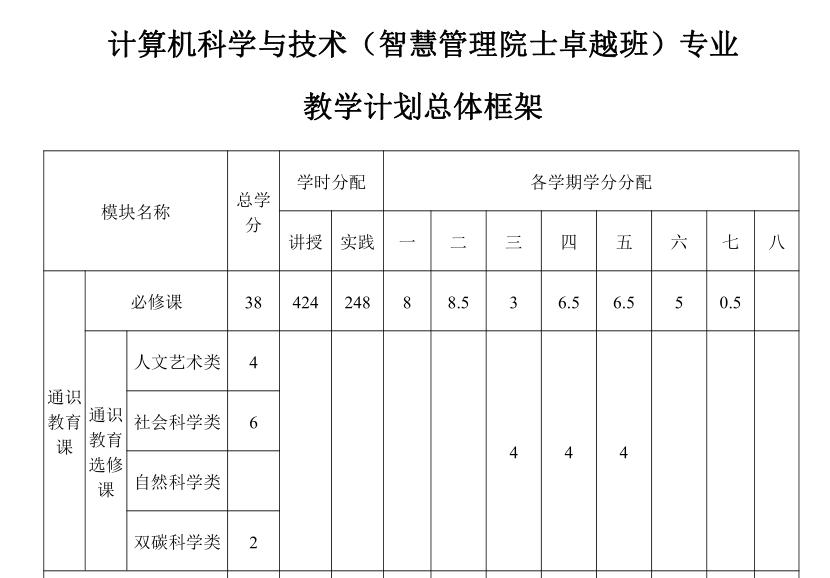 计算机科学与技术（智慧管理院士卓越班）专业
教学计划总体框架
模块名称 总学分 学时分配 各学期学分分配
讲授 实践 一 二 三 四 五 六 七 八
通识教育课 必修课 38 424 248 8 8.5 3 6.5 6.5 5 0.5
通识教育选修课 人文艺术类 4
社会科学类 6
4 4 4
自然科学类
双碳科学类 2